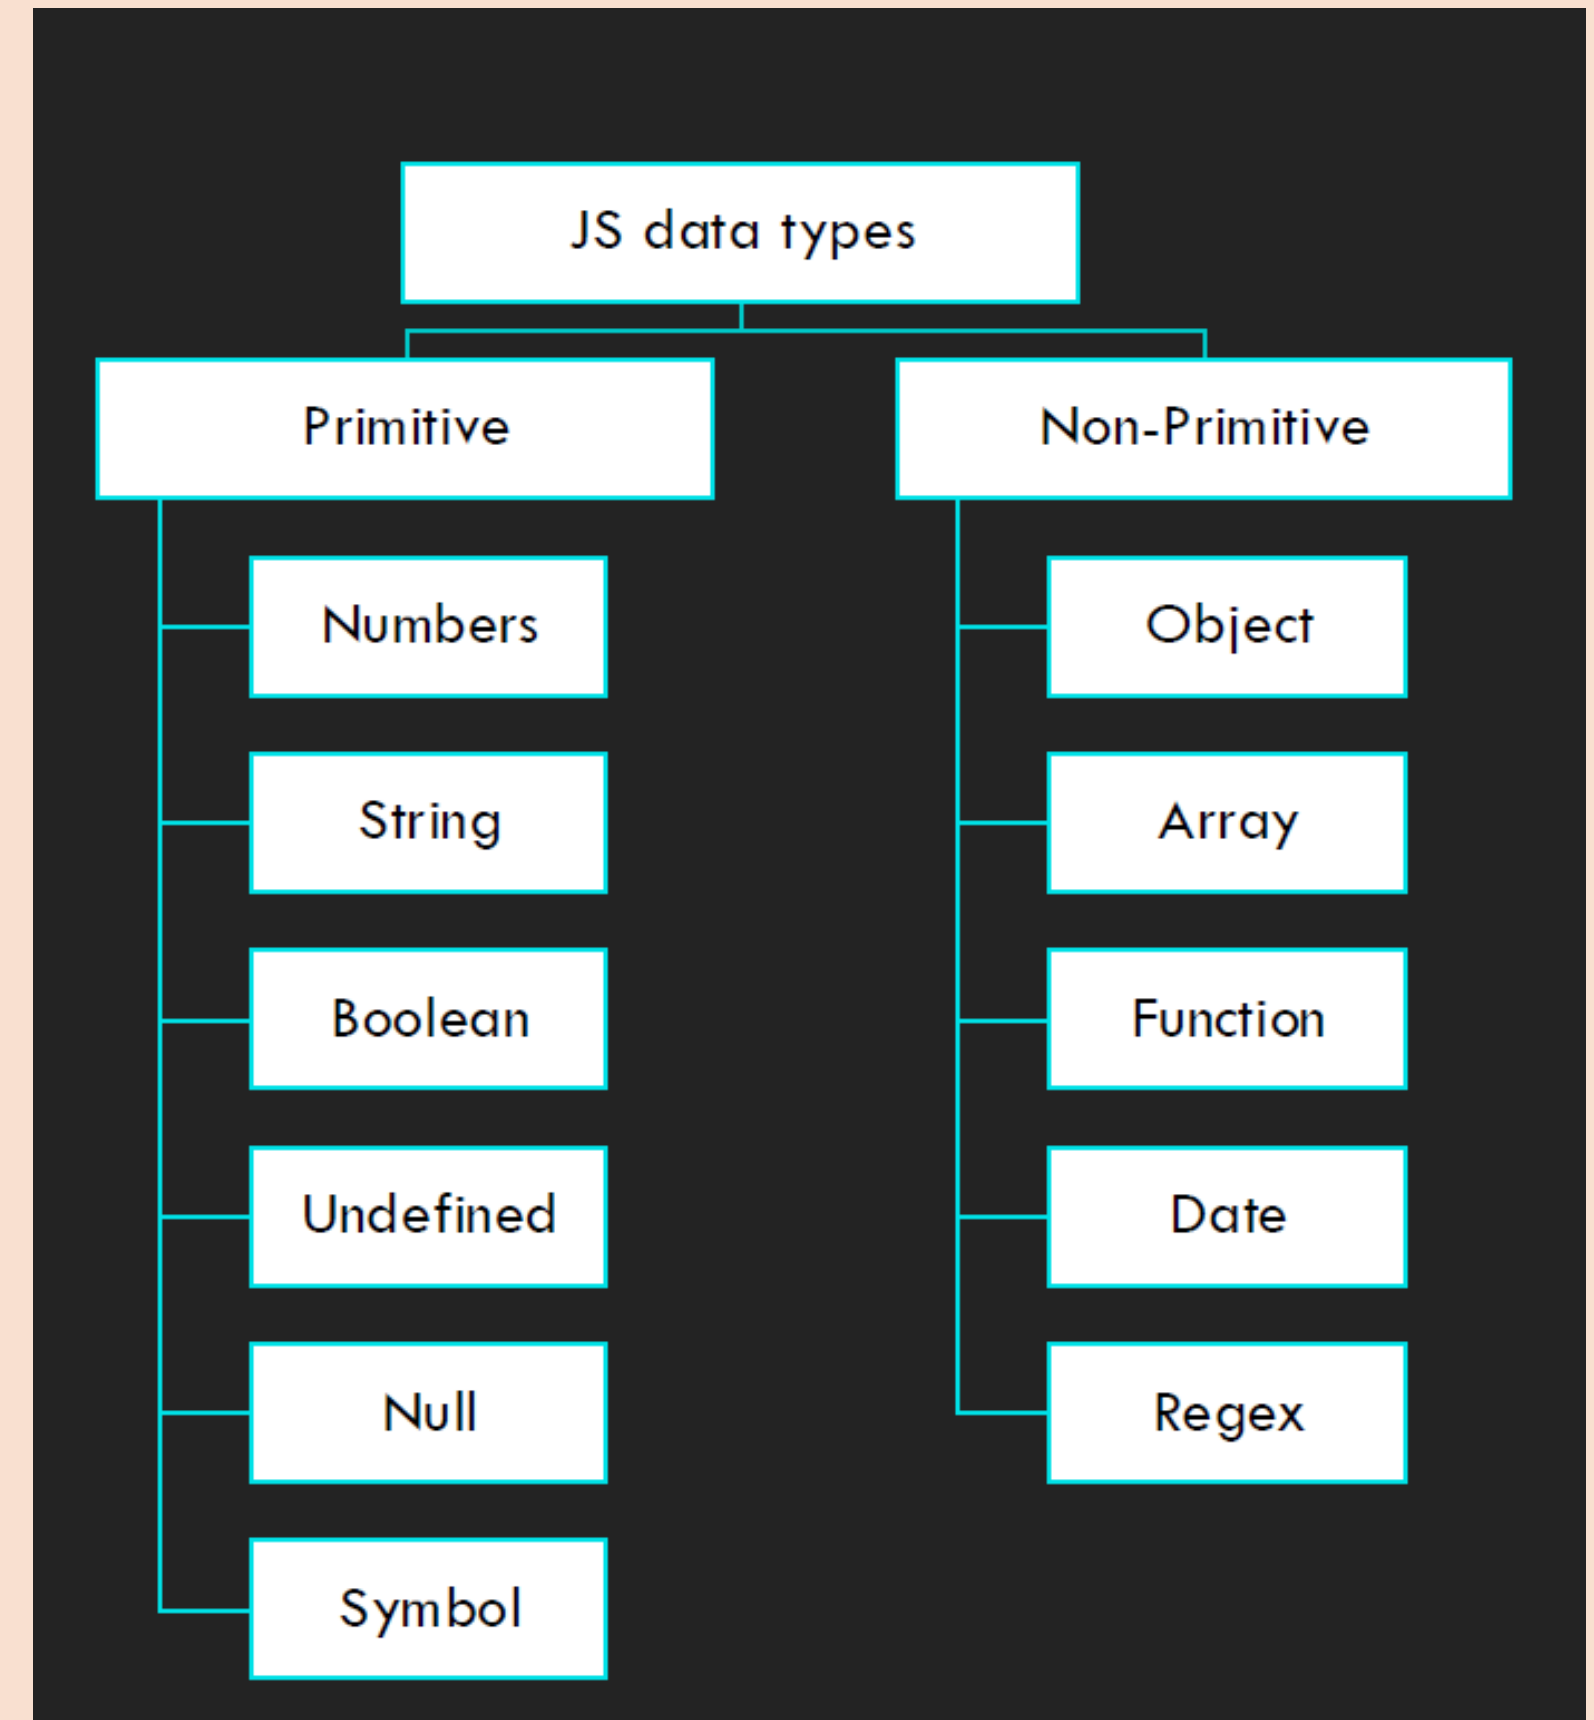 JS data types
Primitive
Non-Primitive
Numbers
String
Boolean
Undefined
Null
Symbol
Object
Array
Function
Date
Regex